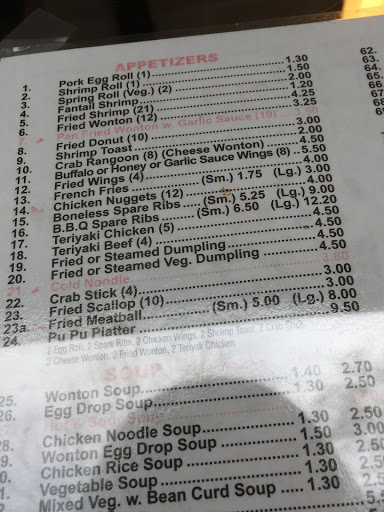 APPETIZERS
1. Pork Egg Roll (1) 1.30
2. Shrimp Roll (1) 1.50
3. Spring Roll (Veg.) (2) 2.00
4. Fantail Shrimp 1.20
5. Fried Shrimp (21) 4.25
6. Fried Wonton (12) 3.25
7. Pan Fried Wonton w. Garlic Sauce (10) 3.50
8. Fried Donut (10) 3.00
9. Shrimp Toast 2.00
10. Crab Rangoon (8) (Cheese Wonton) 4.50
11. Buffalo or Honey or Garlic Sauce Wings (8) 5.50
12. Fried Wings (4) 4.00
13. French Fries (Sm.) 1.75 (Lg.) 3.00
14. Chicken Nuggets (12) 4.00
15. Boneless Spare Ribs (Sm.) 5.25 (Lg.) 9.00
16. B.B.Q Spare Ribs (Sm.) 6.50 (Lg.) 12.20
17. Teriyaki Chicken (5) 4.50
18. Teriyaki Beef (4) 4.50
19. Fried or Steamed Dumpling 4.50
20. Fried or Steamed Veg. Dumpling 4.50
21. Cold Noodle 3.60
22. Crab Stick (4) 3.00
23. Fried Scallop (10) 3.00
23a. Fried Meatball (Sm.) 5.00 (Lg.) 8.00
24. Pu Pu Platter 9.50
2 Egg Roll, 2 Spare Ribs, 2 Chicken Wings, 2 Shrimp Toast, 2 Crab Stick
2 Cheese Wonton, 2 Fried Wonton, 2 Teriyak Chicken
SOUP
25. Wonton Soup 1.40 2.70
26. Egg Drop Soup 1.30 2.50
27. Hot & Sour Soup
28. Chicken Noodle Soup 1.30 2.50
9. Wonton Egg Drop Soup 1.50 3.00
0. Chicken Rice Soup 1.30 2.50
1. Vegetable Soup 1.30 2.50
Mixed Veg. w. Bean Curd Soup
62.
63.
64.
65.
66.
67.